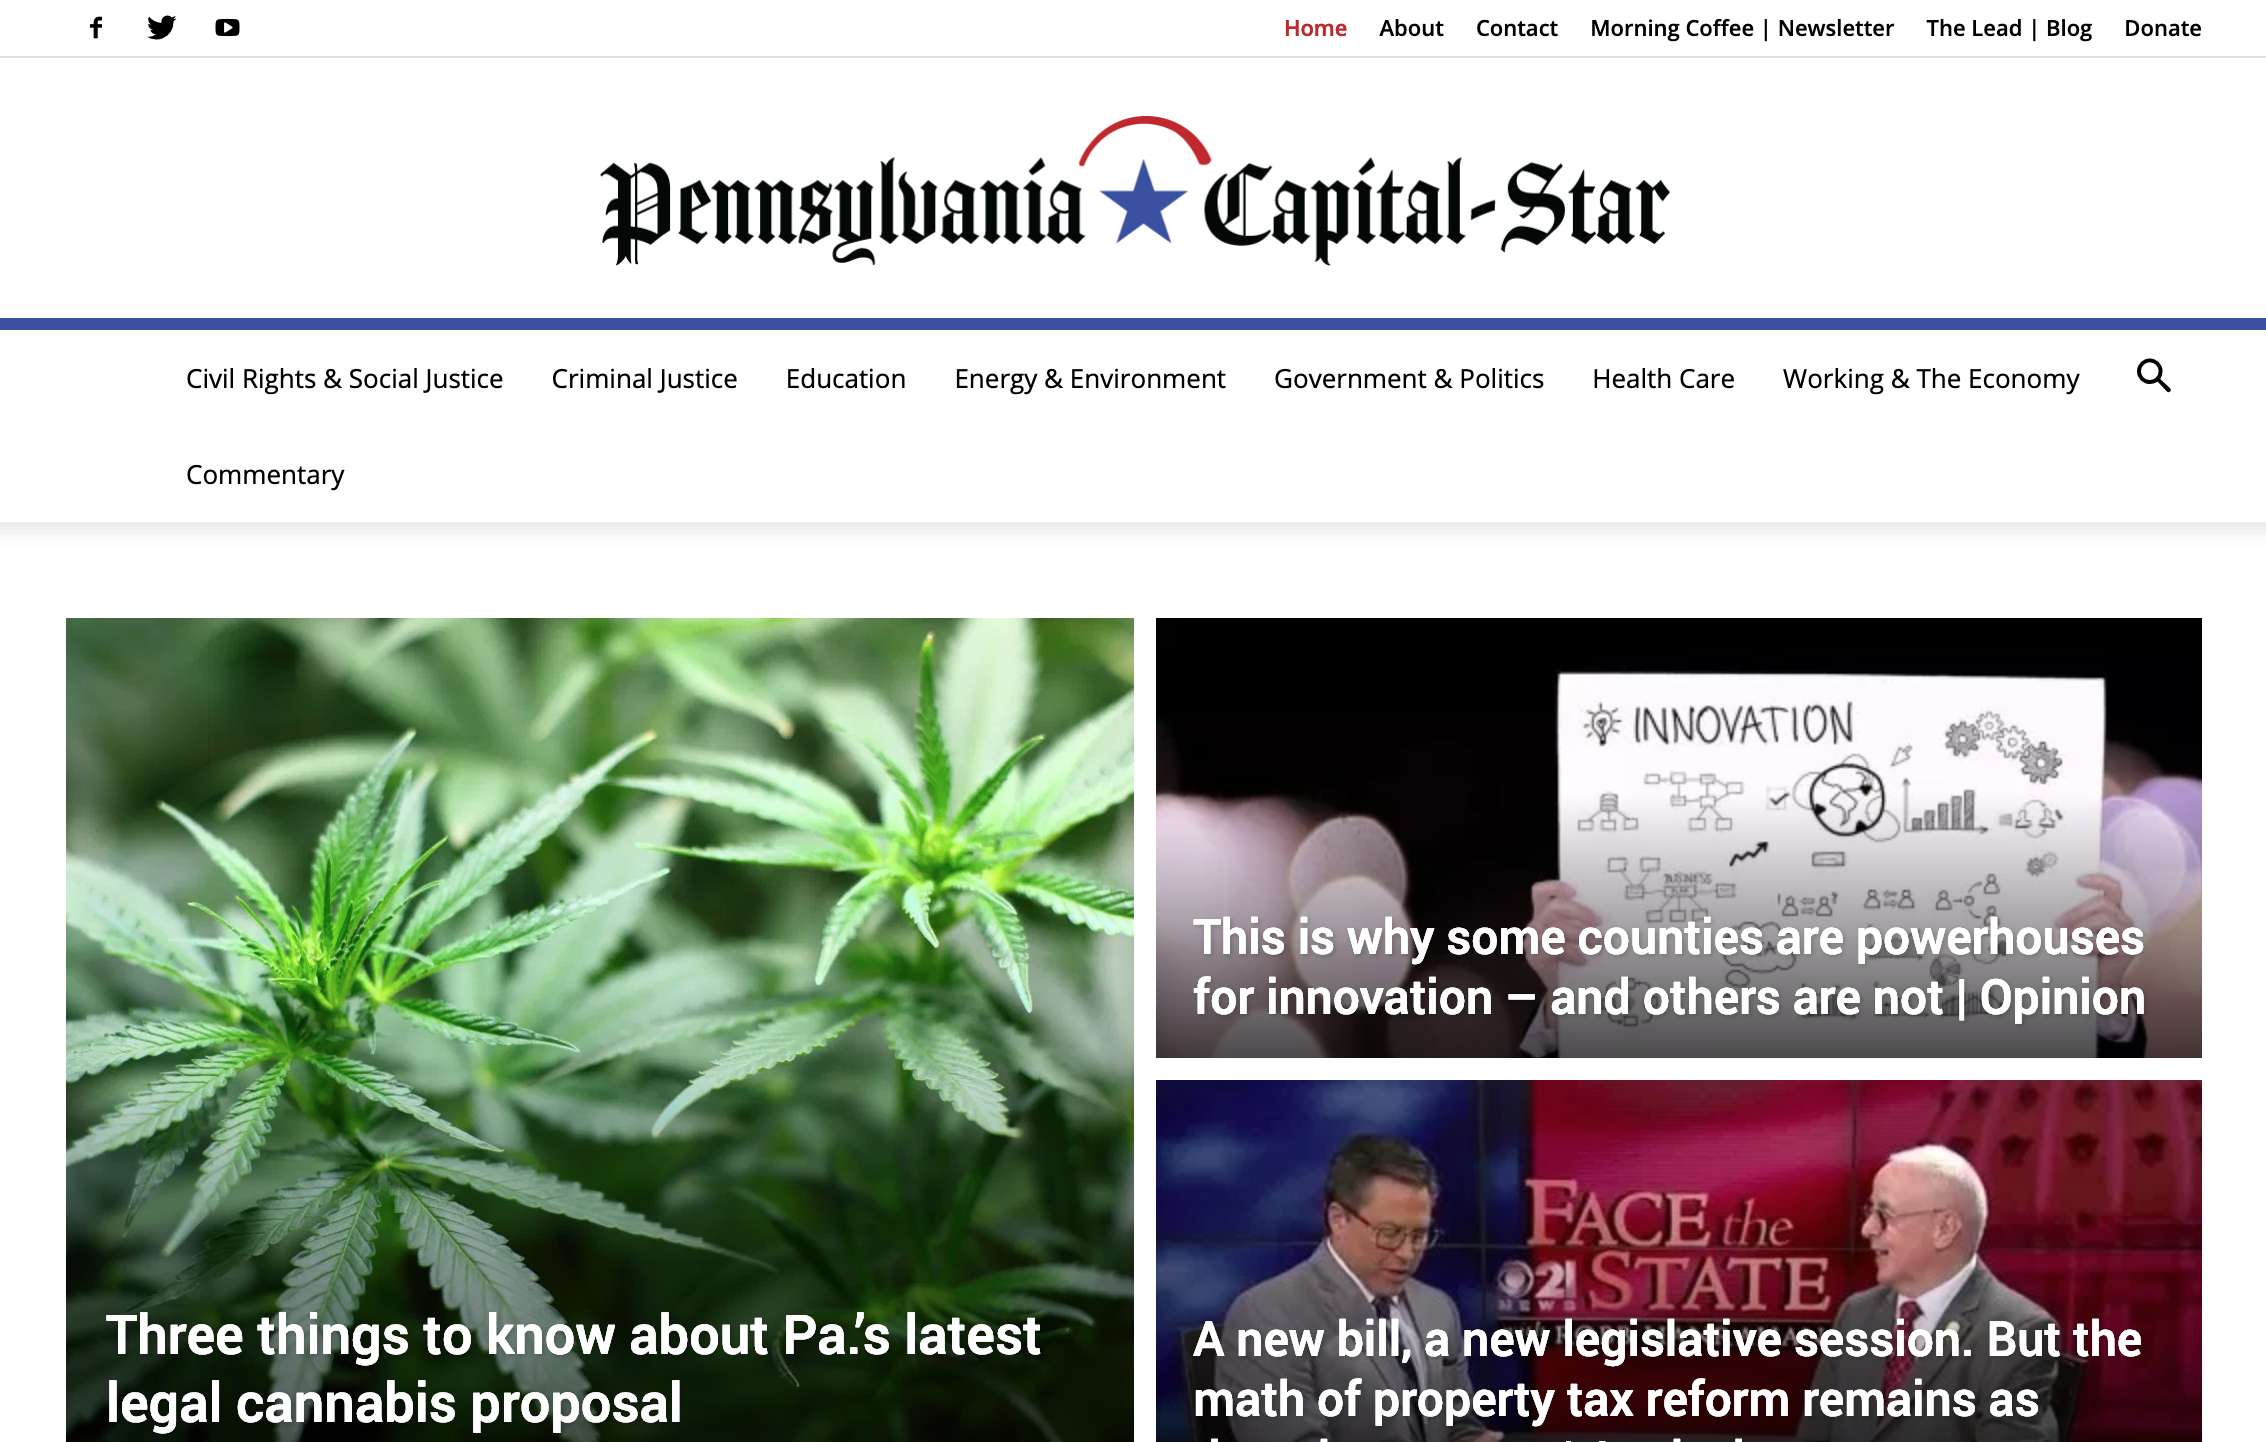 Home About Contact Morning Coffee | Newsletter The Lead | Blog Donate
Pennsylvania Capital-Star
Civil Rights & Social Justice Criminal Justice Education Energy & Environment Government & Politics Health Care Working & The Economy
Commentary
INNOVATION
BUSINESS
This is why some counties are powerhouses
for innovation – and others are not | Opinion
FACE the
STATE
21
NEWS
Three things to know about Pa.’s latest
legal cannabis proposal
A new bill, a new legislative session. But the
math of property tax reform remains as